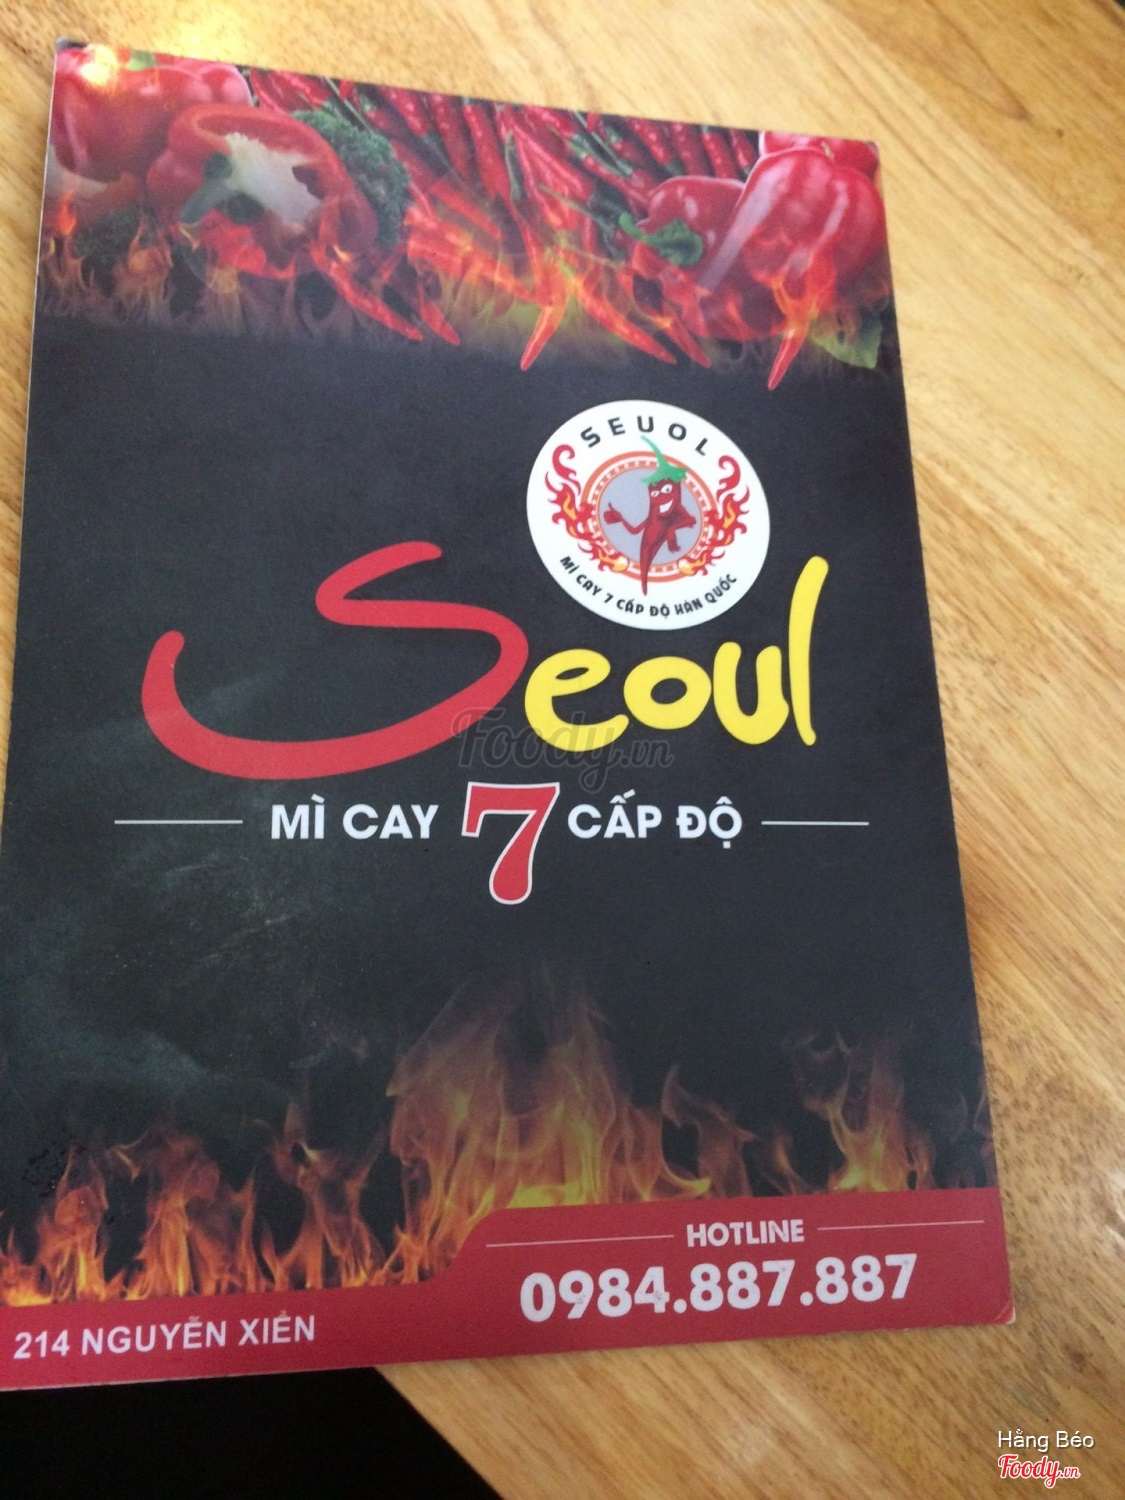 SEUOL
MÌ CAY 7 CẤP ĐỘ HÀN QUỐC
Seoul
Foody.vn
MÌ CAY 7 CẤP ĐỘ
HOTLINE
0984.887.887
214 NGUYỄN XIỂN
Hằng Béo
Foody.vn